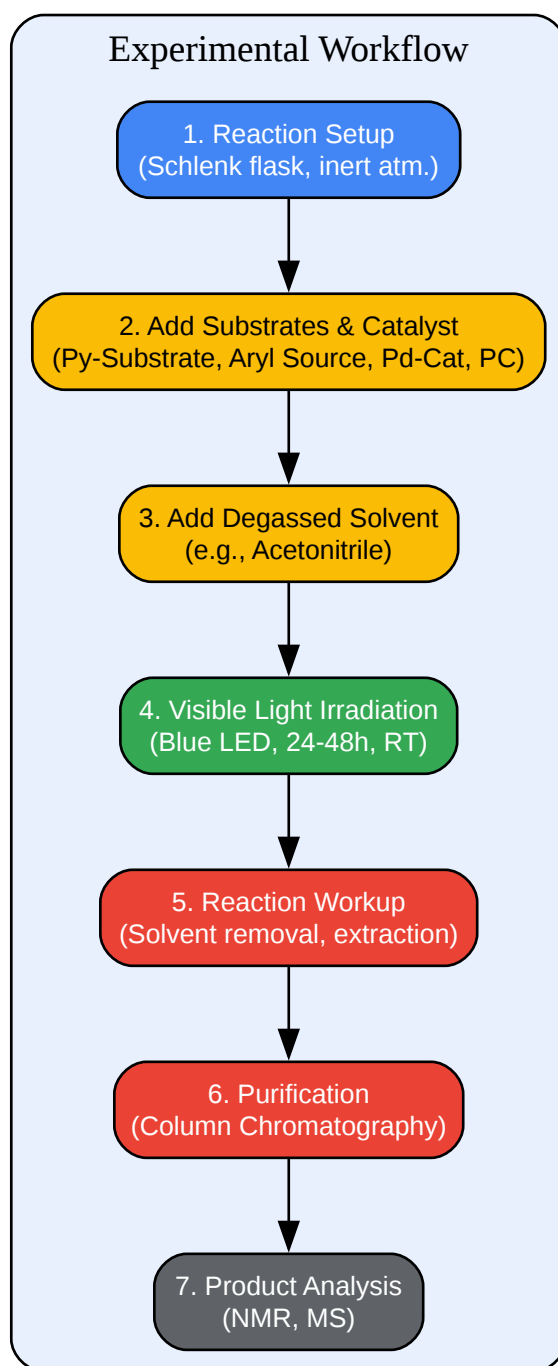 Experimental Workflow
1. Reaction Setup
(Schlenk flask, inert atm.)
2. Add Substrates & Catalyst
(Py-Substrate, Aryl Source, Pd-Cat, PC)
3. Add Degassed Solvent
(e.g., Acetonitrile)
4. Visible Light Irradiation
(Blue LED, 24-48h, RT)
5. Reaction Workup
(Solvent removal, extraction)
6. Purification
(Column Chromatography)
7. Product Analysis
(NMR, MS)